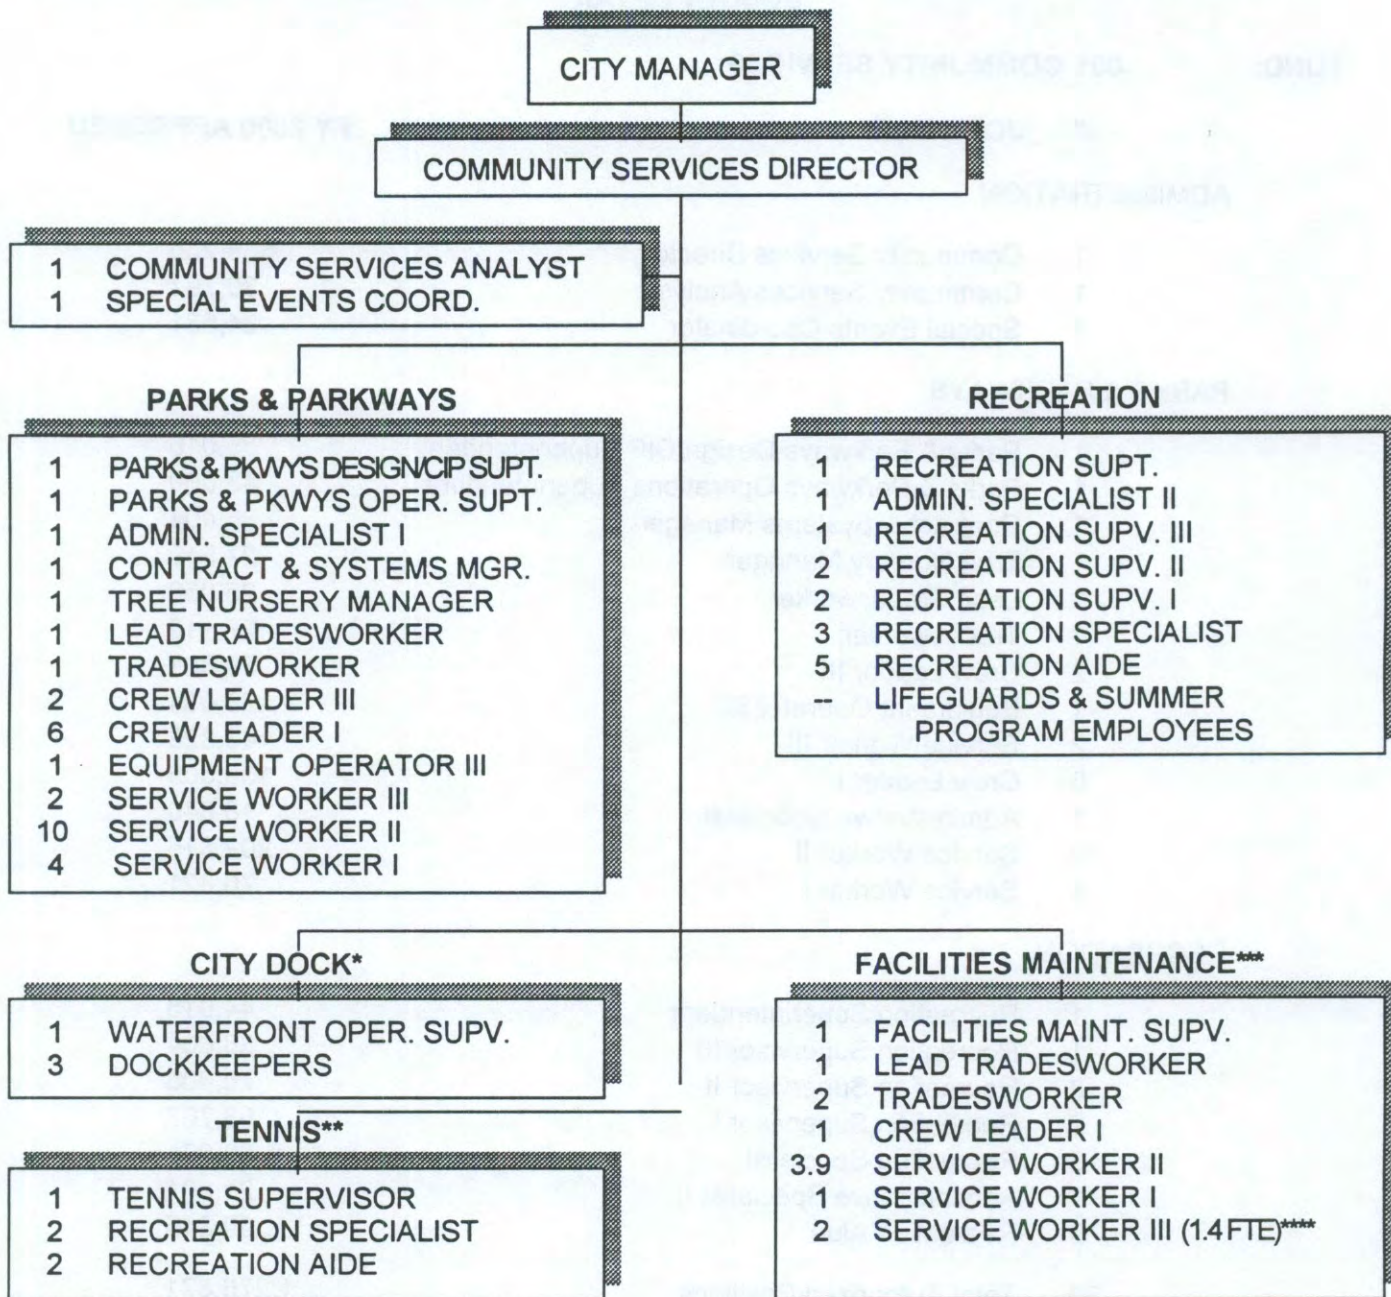 CITY MANAGER
COMMUNITY SERVICES DIRECTOR
1 COMMUNITY SERVICES ANALYST
1 SPECIAL EVENTS COORD.
PARKS & PARKWAYS
1 PARKS & PKWYS DESIGN/CIP SUPT.
1 PARKS & PKWYS OPER. SUPT.
1 ADMIN. SPECIALIST I
1 CONTRACT & SYSTEMS MGR.
1 TREE NURSERY MANAGER
1 LEAD TRADESWORKER
1 TRADESWORKER
2 CREW LEADER III
6 CREW LEADER I
1 EQUIPMENT OPERATOR III
2 SERVICE WORKER III
10 SERVICE WORKER II
4 SERVICE WORKER I
RECREATION
1 RECREATION SUPT.
1 ADMIN. SPECIALIST II
1 RECREATION SUPV. III
2 RECREATION SUPV. II
2 RECREATION SUPV. I
3 RECREATION SPECIALIST
5 RECREATION AIDE
-- LIFEGUARDS & SUMMER
PROGRAM EMPLOYEES
CITY DOCK*
1 WATERFRONT OPER. SUPV.
3 DOCKKEEPERS
TENNIS**
1 TENNIS SUPERVISOR
2 RECREATION SPECIALIST
2 RECREATION AIDE
FACILITIES MAINTENANCE***
1 FACILITIES MAINT. SUPV.
1 LEAD TRADESWORKER
2 TRADESWORKER
1 CREW LEADER I
3.9 SERVICE WORKER II
1 SERVICE WORKER I
2 SERVICE WORKER III (1.4 FTE)****